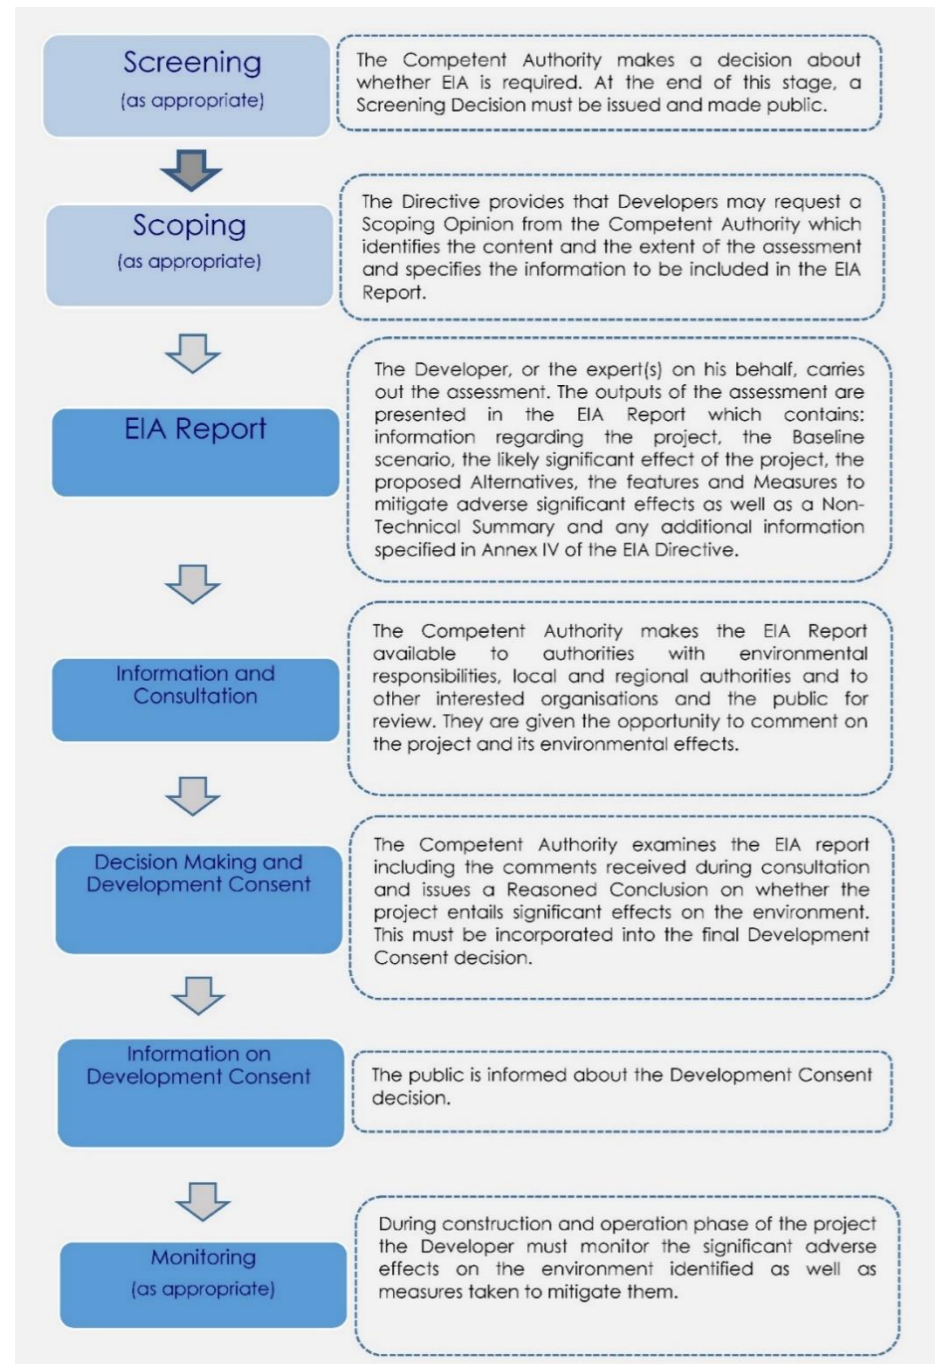 Screening
(as appropriate)
The Competent Authority makes a decision about
whether EIA is required. At the end of this stage, a
Screening Decision must be issued and made public.
Scoping
(as appropriate)
The Directive provides that Developers may request a
Scoping Opinion from the Competent Authority which
identifies the content and the extent of the assessment
and specifies the information to be included in the EIA
Report.
EIA Report
The Developer, or the expert(s) on his behalf, carries
out the assessment. The outputs of the assessment are
presented in the EIA Report which contains:
information regarding the project, the Baseline
scenario, the likely significant effect of the project, the
proposed Alternatives, the features and Measures to
mitigate adverse significant effects as well as a Non-
Technical Summary and any additional information
specified in Annex IV of the EIA Directive.
Information and
Consultation
The Competent Authority makes the EIA Report
available to authorities with environmental
responsibilities, local and regional authorities and to
other interested organisations and the public for
review. They are given the opportunity to comment on
the project and its environmental effects.
Decision Making and
Development Consent
The Competent Authority examines the EIA report
including the comments received during consultation
and issues a Reasoned Conclusion on whether the
project entails significant effects on the environment.
This must be incorporated into the final Development
Consent decision.
Information on
Development Consent
The public is informed about the Development Consent
decision.
Monitoring
(as appropriate)
During construction and operation phase of the project
the Developer must monitor the significant adverse
effects on the environment identified as well as
measures taken to mitigate them.